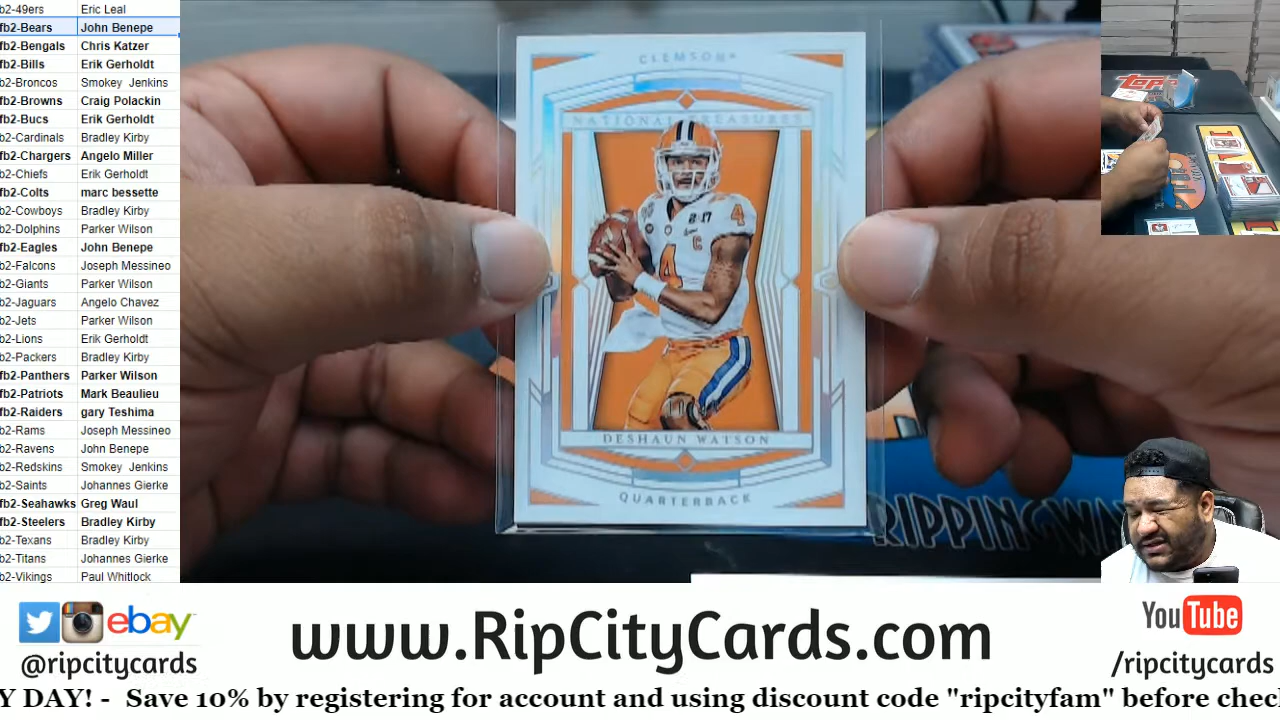 fb2-49ers Eric Leal
fb2-Bears John Benepe
fb2-Bengals Chris Katzer
fb2-Bills Erik Gerholdt
b2-Broncos Smokey Jenkins
fb2-Browns Craig Polackin
fb2-Bucs Erik Gerholdt
b2-Cardinals Bradley Kirby
fb2-Chargers Angelo Miller
b2-Chiefs Erik Gerholdt
fb2-Colts marc bessette
b2-Cowboys Bradley Kirby
b2-Dolphins Parker Wilson
fb2-Eagles John Benepe
b2-Falcons Joseph Messineo
b2-Giants Parker Wilson
b2-Jaguars Angelo Chavez
b2-Jets Parker Wilson
b2-Lions Erik Gerholdt
b2-Packers Bradley Kirby
fb2-Panthers Parker Wilson
fb2-Patriots Mark Beaulieu
fb2-Raiders gary Teshima
b2-Rams Joseph Messineo
b2-Ravens John Benepe
b2-Redskins Smokey Jenkins
b2-Saints Johannes Gierke
fb2-Seahawks Greg Waul
fb2-Steelers Bradley Kirby
b2-Texans Bradley Kirby
b2-Titans Johannes Gierke
b2-Vikings Paul Whitlock
CLEMSON
NATIONAL TREASURES
2017
4
C
4
DESHAUN WATSON
QUARTERBACK
RIPPINGWA
Topps
ebay
@ripcitycards
www.RipCityCards.com
YouTube
/ripcitycards
Y DAY! - Save 10% by registering for account and using discount code "ripcityfam" before chec